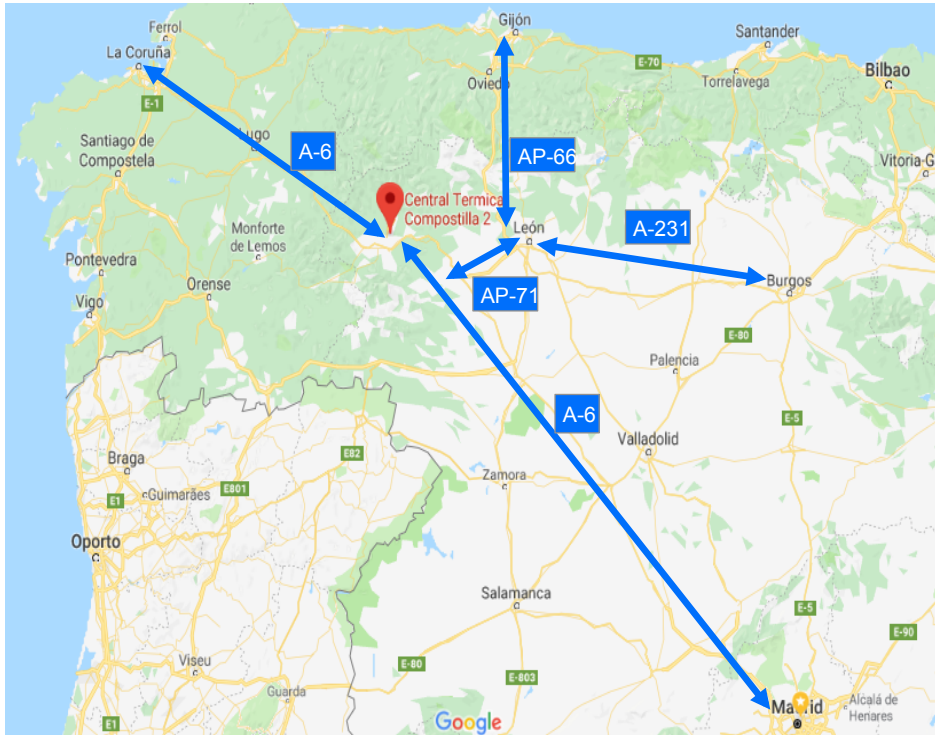 Gijón
Ferrol
La Coruña
Santander
E-70
Oviedo
Torrelavega
Bilbao
E-1
Santiago de
Compostela
Lugo
A-6
AP-66
Vitoria-G
Central Termica
Compostilla 2
León
A-231
Monforte
de Lemos
Pontevedra
Orense
AP-71
Burgos
Vigo
E-80
Palencia
A-6
E-5
Valladolid
Braga
E82
Zamora
E1
Guimarães
E801
Oporto
Salamanca
E-5
E-90
Viseu
E-80
E-803
Guarda
Madrid
Alcalá de
Henares
E1
Google